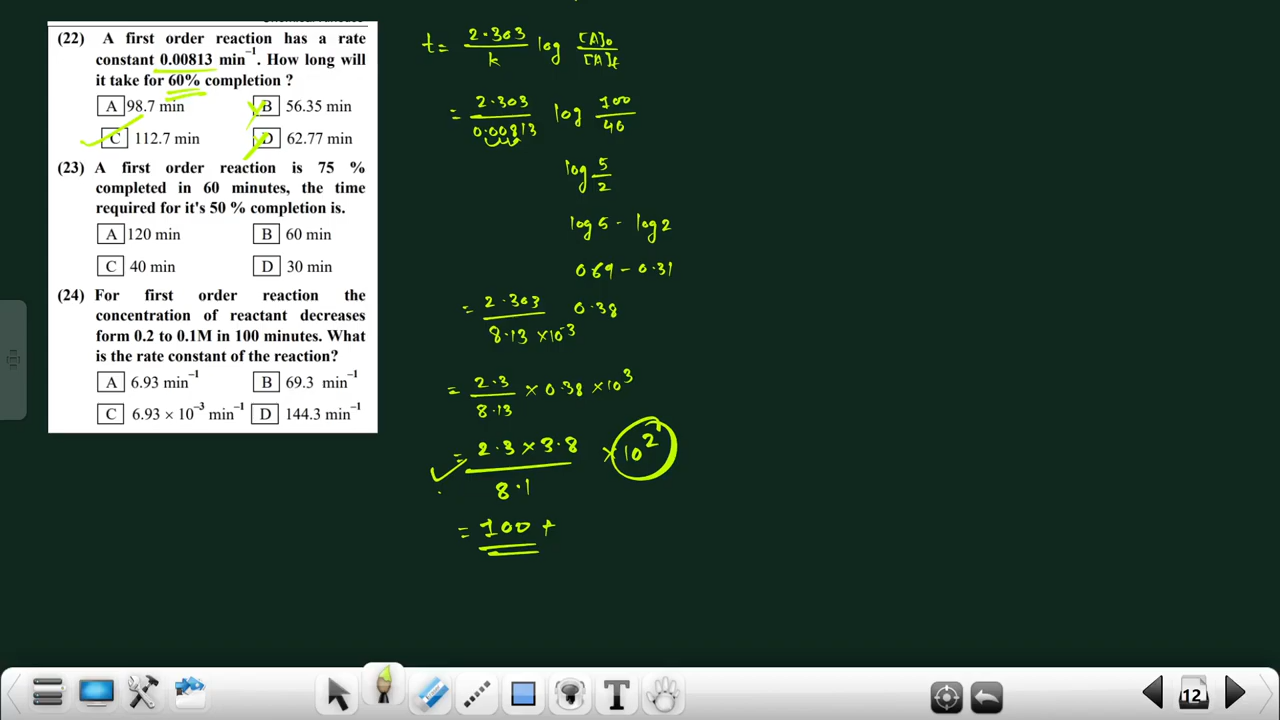 (22) A first order reaction has a rate
constant 0.00813 min⁻¹. How long will
it take for 60% completion ?
A 98.7 min B 56.35 min
C 112.7 min D 62.77 min
(23) A first order reaction is 75 %
completed in 60 minutes, the time
required for it's 50 % completion is.
A 120 min B 60 min
C 40 min D 30 min
(24) For first order reaction the
concentration of reactant decreases
form 0.2 to 0.1M in 100 minutes. What
is the rate constant of the reaction?
A 6.93 min⁻¹ B 69.3 min⁻¹
C 6.93 × 10⁻³ min⁻¹ D 144.3 min⁻¹
t = 2.303/k log [A]₀/[A]t
= 2.303/0.00813 log 100/40
log 5/2
log 5 - log 2
0.69 - 0.31
= 2.303/8.13 × 10⁻³ 0.38
= 2.3/8.13 × 0.38 × 10³
= 2.3 × 3.8/8.1 × 10²
= 100 +
T
12